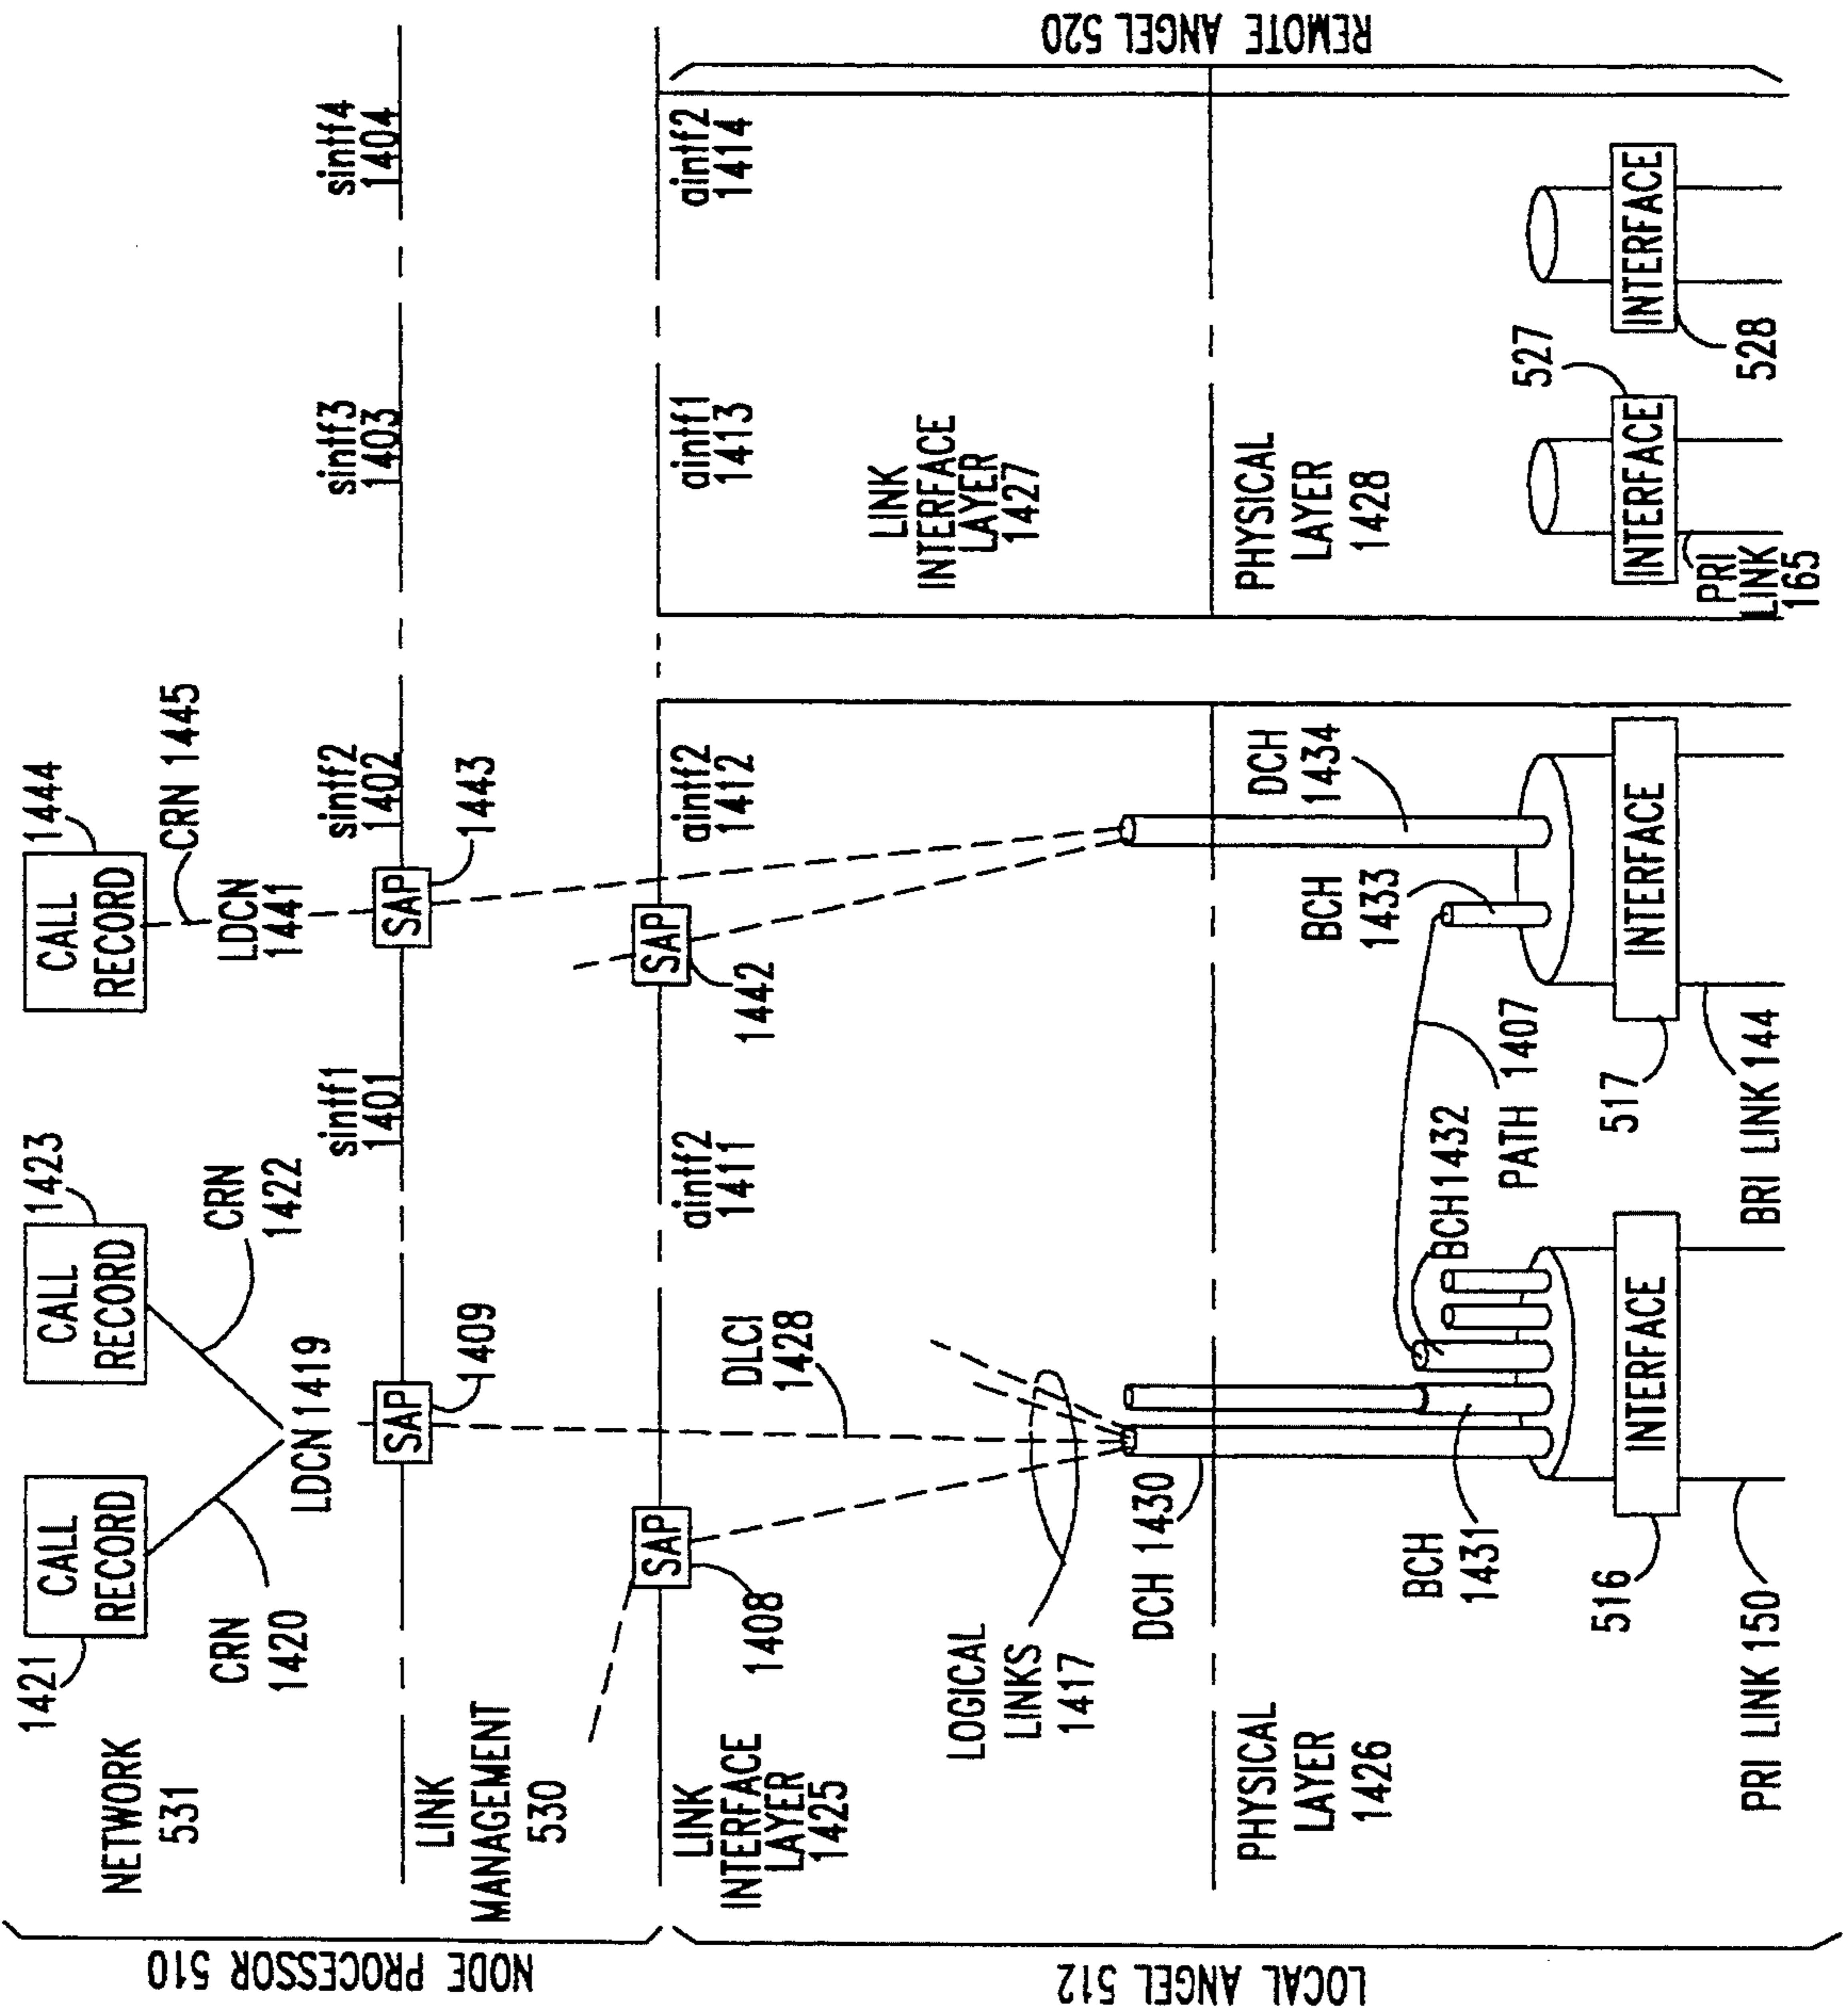 NODE PROCESSOR 510
NETWORK
531
1421
CALL
RECORD
CRN
1420
CALL
RECORD
1423
CRN
1422
LDCN 1419
CALL
RECORD
1444
CRN 1445
LDCN
1441
LINK
MANAGEMENT
530
SAP
1409
sintf1
1401
SAP
1443
sintf2
1402
sintf3
1403
sintf4
1404
LOCAL ANGEL 512
LINK
INTERFACE
LAYER
1425
SAP
1408
DLCI
1428
aintf2
1411
SAP
1442
aintf2
1412
LOGICAL
LINKS
1417
DCH 1430
PHYSICAL
LAYER
1426
BCH
1431
BCH1432
PATH 1407
BCH
1433
DCH
1434
INTERFACE
516
PRI LINK 150
INTERFACE
517
BRI LINK 144
REMOTE ANGEL 520
aintf1
1413
aintf2
1414
LINK
INTERFACE
LAYER
1427
PHYSICAL
LAYER
1428
INTERFACE
527
PRI
LINK
165
INTERFACE
528